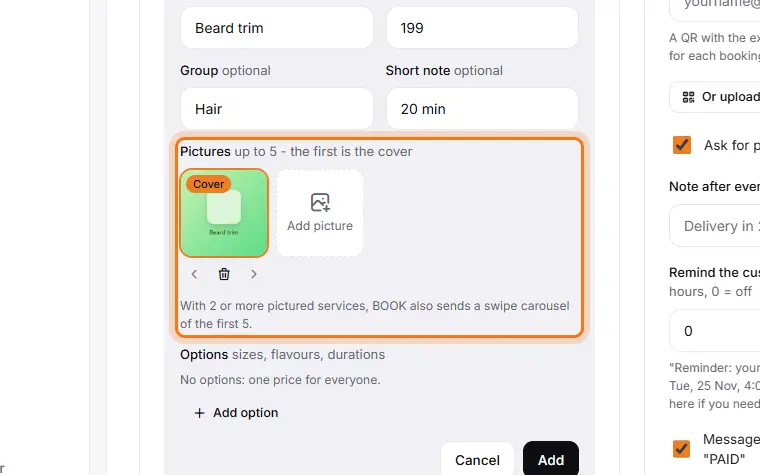 Beard trim
199
Group optional
Short note optional
Hair
20 min
Pictures up to 5 - the first is the cover
Cover
Beard trim
Add picture
With 2 or more pictured services, BOOK also sends a swipe carousel
of the first 5.
Options sizes, flavours, durations
No options: one price for everyone.
+ Add option
Cancel
Add
yourname@
A QR with the ex
for each booking
Or upload
Ask for p
Note after ever
Delivery in
Remind the cus
hours, 0 = off
0
"Reminder: your
Tue, 25 Nov, 4:0
here if you need
Message
"PAID"
r